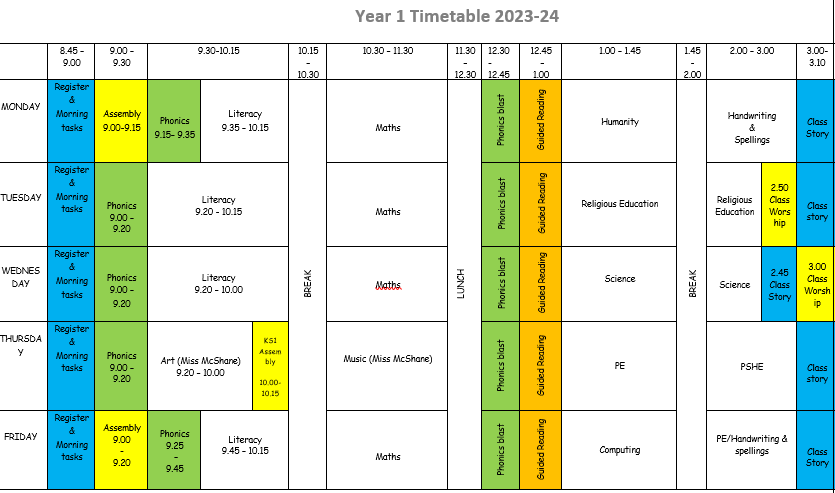 Year 1 Timetable 2023-24
8.45 –
9.00
9.00 –
9.30
9.30-10.15
10.15
–
10.30
10.30 – 11.30
11.30
–
12.30
12.30
–
12.45
12.45
–
1.00
1.00 – 1.45
1.45
–
2.00
2.00 – 3.00
3.00-
3.10
MONDAY
Register
&
Morning
tasks
Assembly
9.00-9.15
Phonics
9.15- 9.35
Literacy
9.35 – 10.15
BREAK
Maths
LUNCH
Phonics blast
Guided Reading
Humanity
BREAK
Handwriting
&
Spellings
Class
Story
TUESDAY
Register
&
Morning
tasks
Phonics
9.00 –
9.20
Literacy
9.20 – 10.15
Maths
Phonics blast
Guided Reading
Religious Education
Religious
Education
2.50
Class
Wors
hip
Class
story
WEDNES
DAY
Register
&
Morning
tasks
Phonics
9.00 –
9.20
Literacy
9.20 – 10.00
Maths
Phonics blast
Guided Reading
Science
Science
2.45
Class
Story
3.00
Class
Worsh
ip
THURSDA
Y
Register
&
Morning
tasks
Phonics
9.00 –
9.20
Art (Miss McShane)
9.20 – 10.00
KS1
Assem
bly
10.00-
10.15
Music (Miss McShane)
Phonics blast
Guided Reading
PE
PSHE
Class
story
FRIDAY
Register
&
Morning
tasks
Assembly
9.00
–
9.20
Phonics
9.25
–
9.45
Literacy
9.45 – 10.15
Maths
Phonics blast
Guided Reading
Computing
PE/Handwriting &
spellings
Class
Story